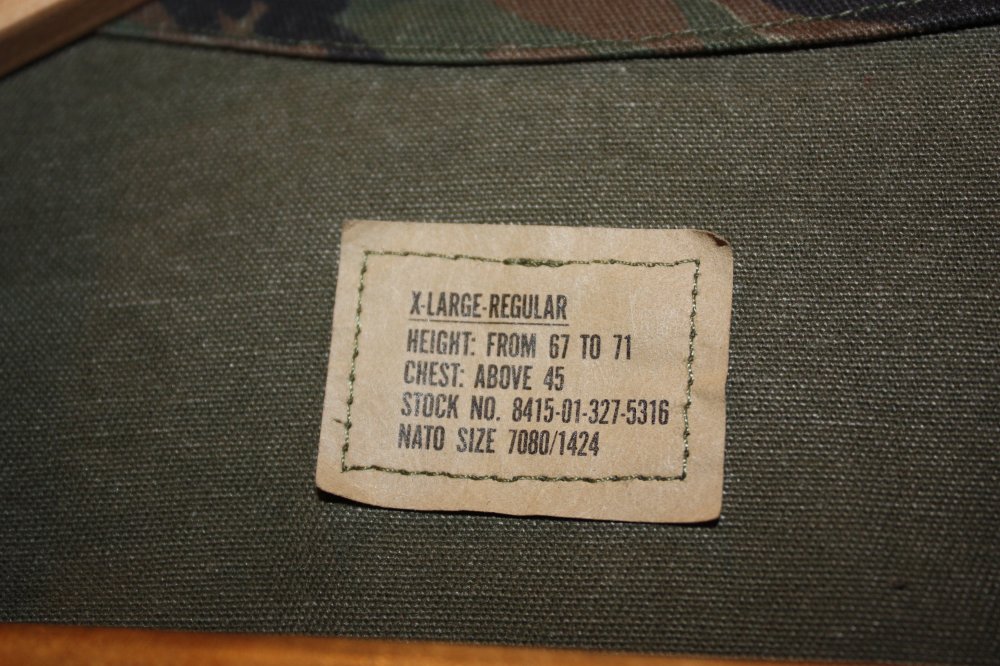 X-LARGE-REGULAR
HEIGHT: FROM 67 TO 71
CHEST: ABOVE 45
STOCK NO. 8415-01-327-5316
NATO SIZE 7080/1424